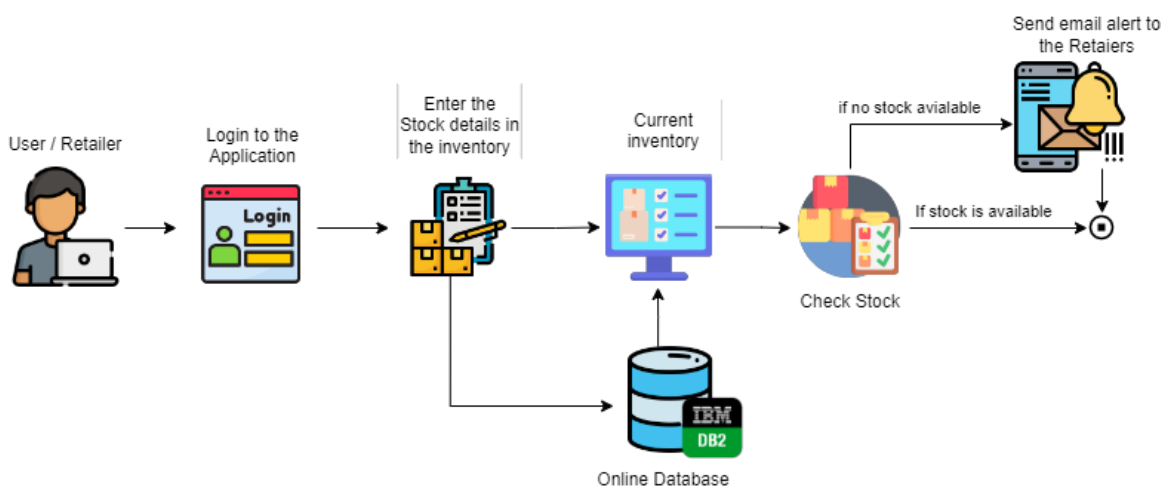 Send email alert to
the Retaiers
if no stock avialable
Enter the
Stock details in
the inventory
Current
inventory
Login to the
Application
User / Retailer
Login
If stock is available
Check Stock
IBM
DB2
Online Database